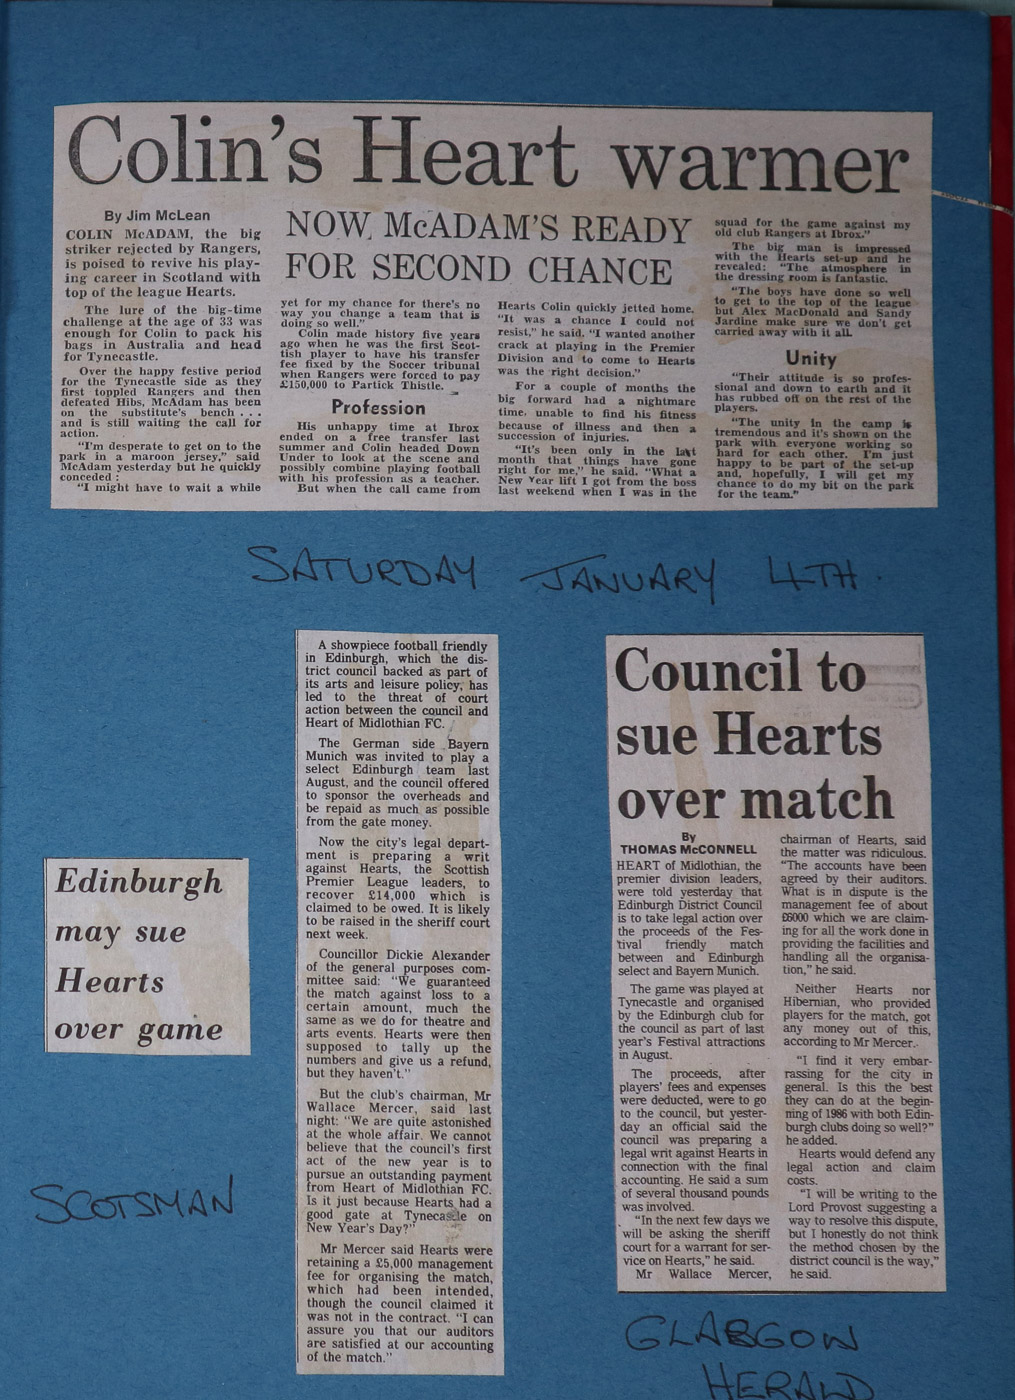 Colin's Heart warmer
By Jim McLean
NOW McADAM'S READY
FOR SECOND CHANCE
COLIN McADAM, the big
striker rejected by Rangers,
is poised to revive his play-
ing career in Scotland with
top of the league Hearts.
The lure of the big-time
challenge at the age of 33 was
enough for Colin to pack his
bags in Australia and head
for Tynecastle.
Over the happy festive period
for the Tynecastle side as they
first toppled Rangers and then
defeated Hibs, McAdam has been
on the substitute's bench . . .
and is still waiting the call for
action.
"I'm desperate to get on to the
park in a maroon jersey," said
McAdam yesterday but he quickly
conceded :
"I might have to wait a while
yet for my chance for there's no
way you change a team that is
doing so well."
Colin made history five years
ago when he was the first Scot-
tish player to have his transfer
fee fixed by the Soccer tribunal
when Rangers were forced to pay
£150,000 to Partick Thistle.
Profession
His unhappy time at Ibrox
ended on a free transfer last
summer and Colin headed Down
Under to look at the scene and
possibly combine playing football
with his profession as a teacher.
But when the call came from
Hearts Colin quickly jetted home.
"It was a chance I could not
resist," he said. "I wanted another
crack at playing in the Premier
Division and to come to Hearts
was the right decision."
For a couple of months the
big forward had a nightmare
time, unable to find his fitness
because of illness and then a
succession of injuries.
"It's been only in the last
month that things have gone
right for me," he said. "What a
New Year lift I got from the boss
last weekend when I was in the
squad for the game against my
old club Rangers at Ibrox."
The big man is impressed
with the Hearts set-up and he
revealed: "The atmosphere in
the dressing room is fantastic.
"The boys have done so well
to get to the top of the league
but Alex MacDonald and Sandy
Jardine make sure we don't get
carried away with it all.
Unity
"Their attitude is so profes-
sional and down to earth and it
has rubbed off on the rest of the
players.
"The unity in the camp is
tremendous and it's shown on the
park with everyone working so
hard for each other. I'm just
happy to be part of the set-up
and, hopefully, I will get my
chance to do my bit on the park
for the team."
SATURDAY JANUARY 4TH.
Edinburgh
may sue
Hearts
over game
SCOTSMAN
A showpiece football friendly
in Edinburgh, which the dis-
trict council backed as part of
its arts and leisure policy, has
led to the threat of court
action between the council and
Heart of Midlothian FC.
The German side Bayern
Munich was invited to play a
select Edinburgh team last
August, and the council offered
to sponsor the overheads and
be repaid as much as possible
from the gate money.
Now the city's legal depart-
ment is preparing a writ
against Hearts, the Scottish
Premier League leaders, to
recover £14,000 which is
claimed to be owed. It is likely
to be raised in the sheriff court
next week.
Councillor Dickie Alexander
of the general purposes com-
mittee said: "We guaranteed
the match against loss to a
certain amount, much the
same as we do for theatre and
arts events. Hearts were then
supposed to tally up the
numbers and give us a refund,
but they haven't."
But the club's chairman, Mr
Wallace Mercer, said last
night: "We are quite astonished
at the whole affair. We cannot
believe that the council's first
act of the new year is to
pursue an outstanding payment
from Heart of Midlothian FC.
Is it just because Hearts had a
good gate at Tynecastle on
New Year's Day?"
Mr Mercer said Hearts were
retaining a £5,000 management
fee for organising the match,
which had been intended,
though the council claimed it
was not in the contract. "I can
assure you that our auditors
are satisfied at our accounting
of the match."
Council to
sue Hearts
over match
By
THOMAS McCONNELL
HEART of Midlothian, the
premier division leaders,
were told yesterday that
Edinburgh District Council
is to take legal action over
the proceeds of the Fes-
tival friendly match
between and Edinburgh
select and Bayern Munich.
The game was played at
Tynecastle and organised
by the Edinburgh club for
the council as part of last
year's Festival attractions
in August.
The proceeds, after
players' fees and expenses
were deducted, were to go
to the council, but yester-
day an official said the
council was preparing a
legal writ against Hearts in
connection with the final
accounting. He said a sum
of several thousand pounds
was involved.
"In the next few days we
will be asking the sheriff
court for a warrant for ser-
vice on Hearts," he said.
Mr Wallace Mercer,
chairman of Hearts, said
the matter was ridiculous.
"The accounts have been
agreed by their auditors.
What is in dispute is the
management fee of about
£6000 which we are claim-
ing for all the work done in
providing the facilities and
handling all the organisa-
tion," he said.
Neither Hearts nor
Hibernian, who provided
players for the match, got
any money out of this,
according to Mr Mercer.
"I find it very embar-
rassing for the city in
general. Is this the best
they can do at the begin-
ning of 1986 with both Edin-
burgh clubs doing so well?"
he added.
Hearts would defend any
legal action and claim
costs.
"I will be writing to the
Lord Provost suggesting a
way to resolve this dispute,
but I honestly do not think
the method chosen by the
district council is the way,"
he said.
GLASGOW
HERALD